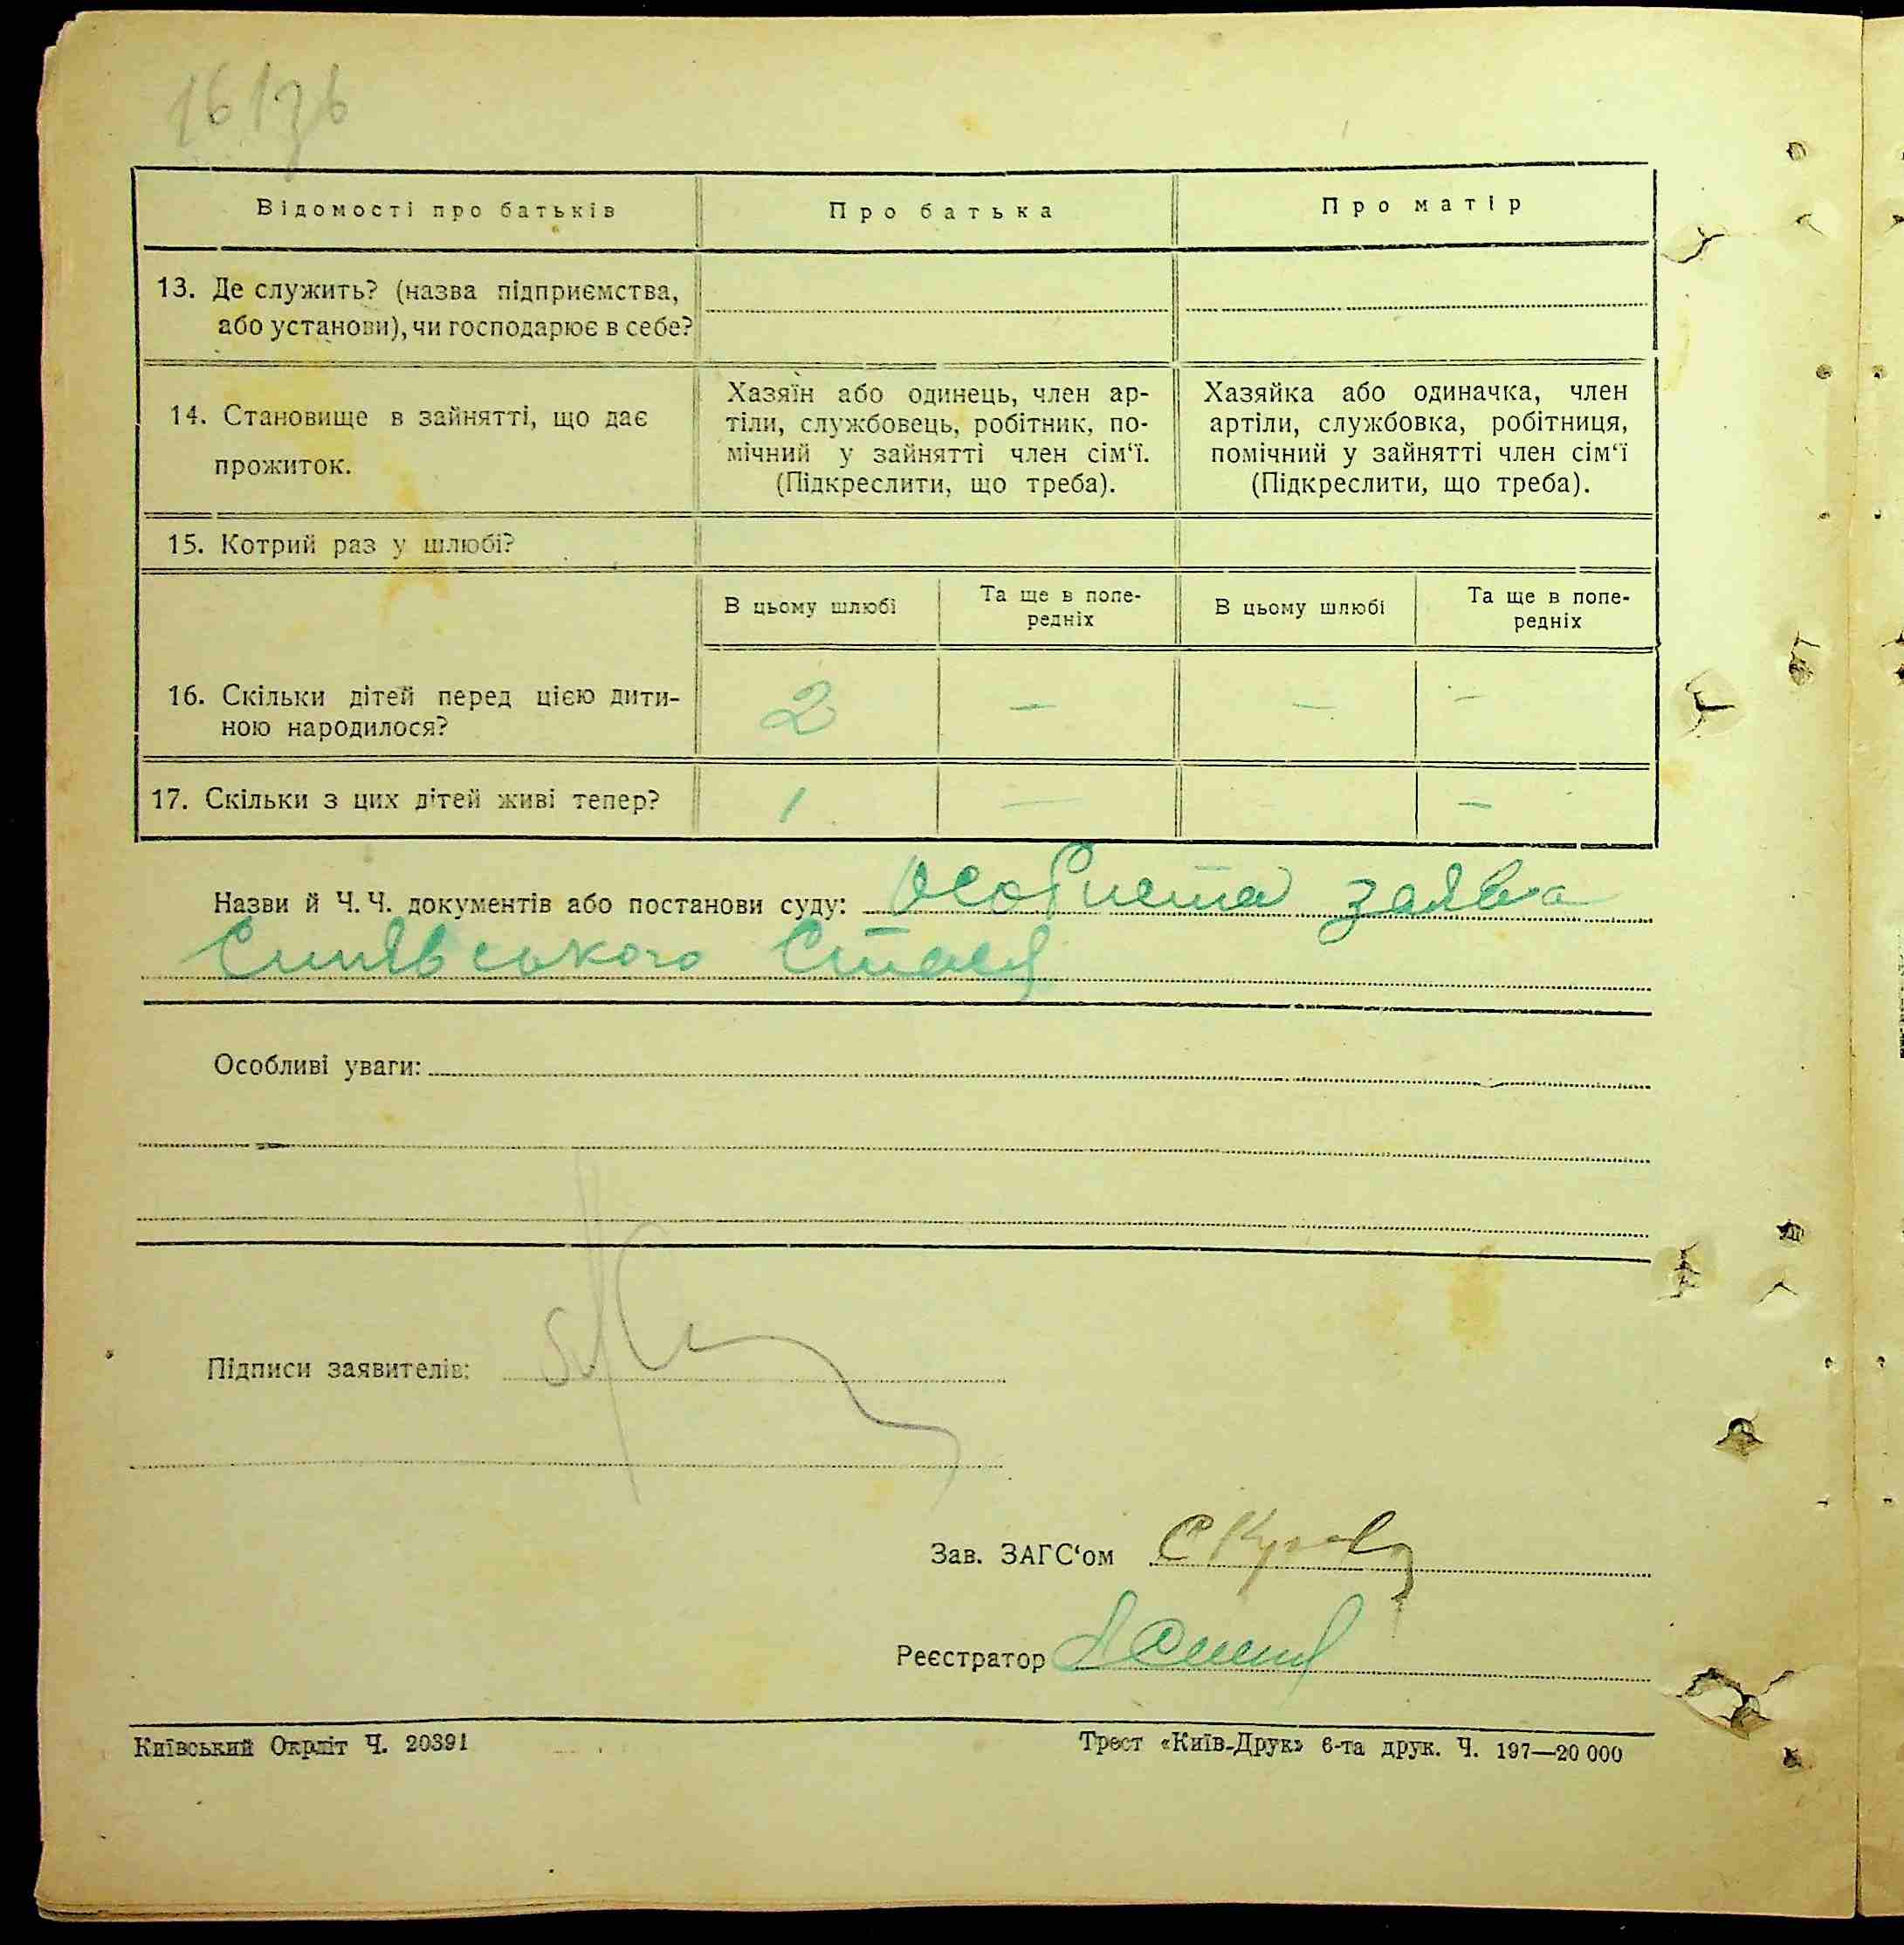 Відомості про батьків
Про батька
Про матір
13. Де служить? (назва підприємства,
або установи), чи господарює в себе?
14. Становище в зайнятті, що дає
прожиток.
Хазяїн або одинець, член ар-
тіли, службовець, робітник, по-
мічний у зайнятті член сім‘ї.
(Підкреслити, що треба).
Хазяйка або одиначка, член
артіли, службовка, робітниця,
помічний у зайнятті член сім‘ї
(Підкреслити, що треба).
15. Котрий раз у шлюбі?
В цьому шлюбі
Та ще в попе-
редніх
В цьому шлюбі
Та ще в попе-
редніх
16. Скільки дітей перед цією дити-
ною народилося?
2 — — —
17. Скільки з цих дітей живі тепер?
1 — —
Назви й Ч. Ч. документів або постанови суду: Особиста заява
Синявського
Особливі уваги:
Підписи заявителів:
Зав. ЗАГС‘ом
Реєстратор
Київський Окрліт Ч. 20391
Трест «Київ-Друк» 6-та друк. Ч. 197—20 000